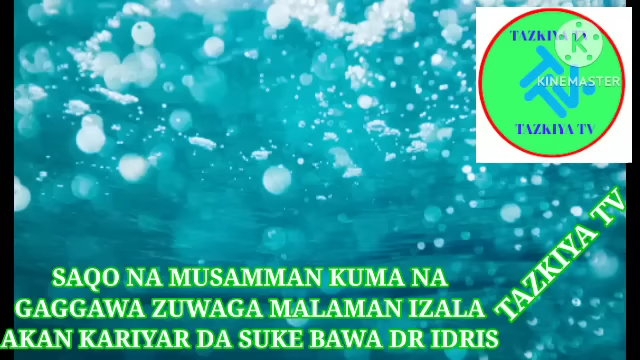 TAZKIYA TV
KINEMASTER
TAZKIYA TV
TAZKIYA TV
SAQO NA MUSAMMAN KUMA NA
GAGGAWA ZUWAGA MALAMAN IZALA
AKAN KARIYAR DA SUKE BAWA DR IDRIS